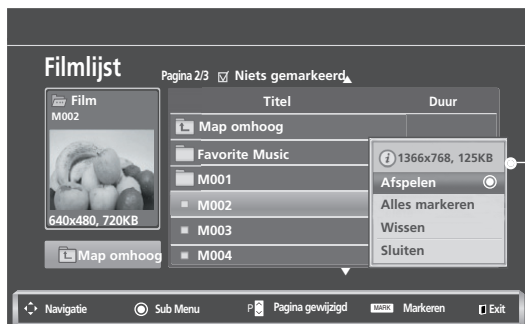 Filmlijst
Pagina 2/3 Niets gemarkeerd
Film
M002
640x480, 720KB
Map omhoog
Titel Duur
Map omhoog
Favorite Music
M001
M002
M003
M004
1366x768, 125KB
Afspelen
Alles markeren
Wissen
Sluiten
Navigatie Sub Menu P Pagina gewijzigd MARK Markeren Exit